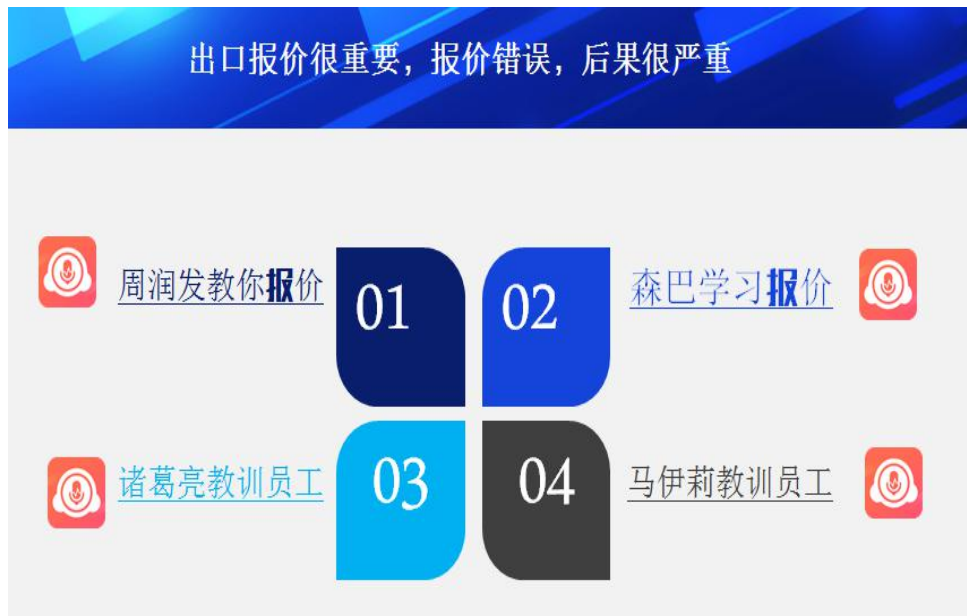 出口报价很重要，报价错误，后果很严重
周润发教你报价
01
02
森巴学习报价
诸葛亮教训员工
03
04
马伊莉教训员工